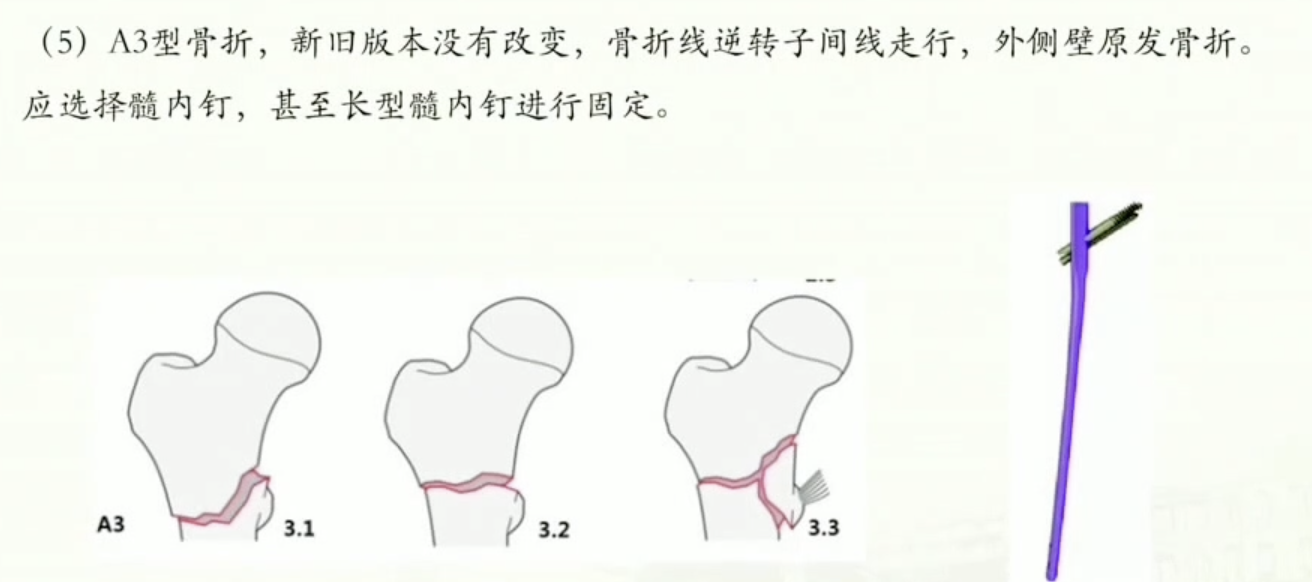 （5）A3型骨折，新旧版本没有改变，骨折线逆转子间线走行，外侧壁原发骨折。
应选择髓内钉，甚至长型髓内钉进行固定。
A3
3.1
3.2
3.3